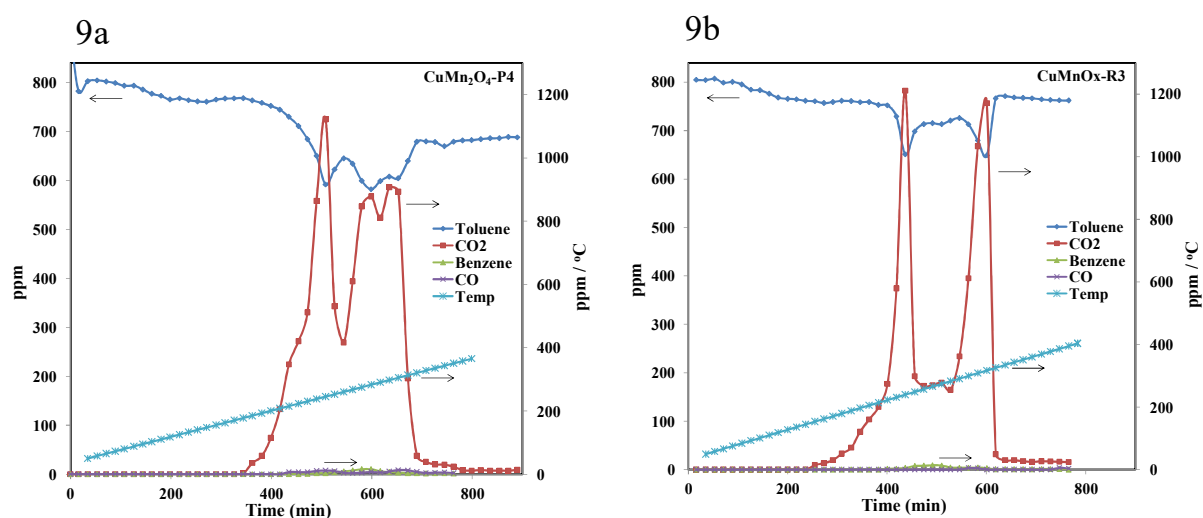 9a
CuMn₂O₄-P4
800
700
600
500
400
300
200
100
0
ppm
1200
1000
800
600
400
200
0
ppm / °C
Toluene
CO2
Benzene
CO
Temp
0 200 400 600 800
Time (min)
9b
CuMnOx-R3
800
700
600
500
400
300
200
100
0
ppm
1200
1000
800
600
400
200
0
ppm / °C
Toluene
CO2
Benzene
CO
Temp
0 200 400 600 800
Time (min)